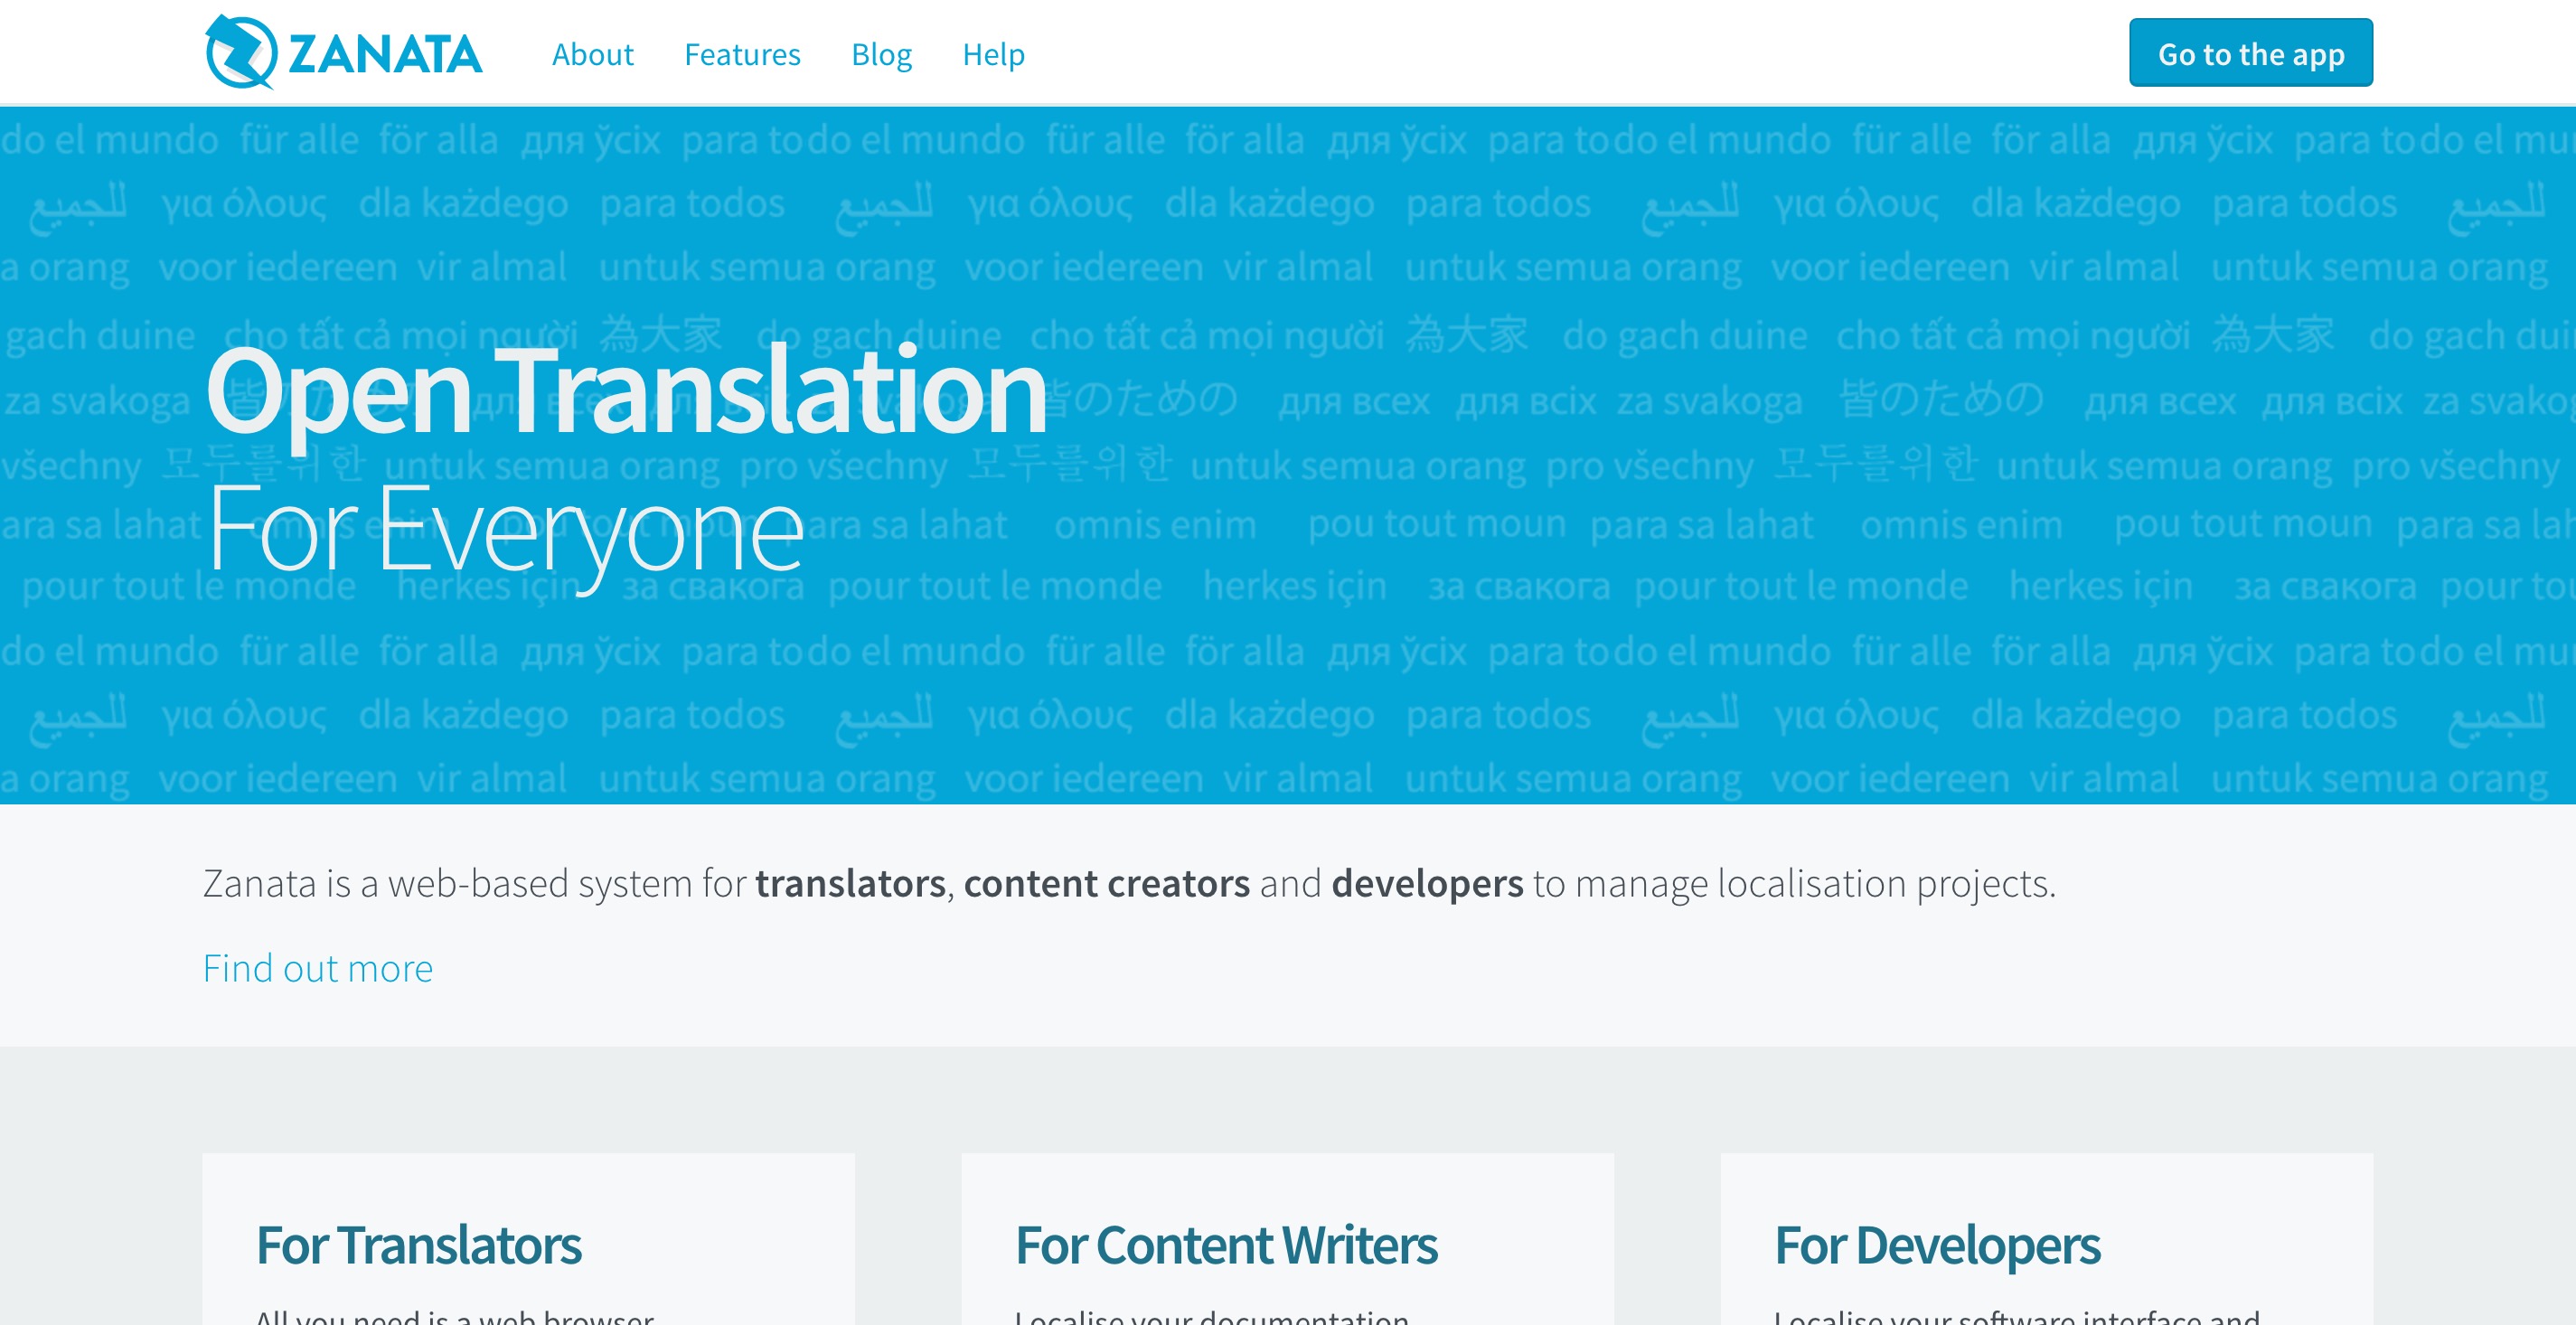 ZANATA About Features Blog Help Go to the app
do el mundo für alle för alla для ўсіх para todo el mundo für alle för alla для ўсіх para todo el mundo für alle för alla для ўсіх para todo el mu
للجميع για όλους dla każdego para todos للجميع για όλους dla każdego para todos للجميع για όλους dla każdego para todos للجميع
a orang voor iedereen vir almal untuk semua orang voor iedereen vir almal untuk semua orang voor iedereen vir almal untuk semua orang
gach duine cho tất cả mọi người 為大家 do gach duine cho tất cả mọi người 為大家 do gach duine cho tất cả mọi người 為大家 do gach dui
Open Translation
za svakoga 皆のための для всех для всіх za svakoga 皆のための для всех для всіх za svako
všechny 모두를위한 untuk semua orang pro všechny 모두를위한 untuk semua orang pro všechny 모두를위한 untuk semua orang pro všechny
For Everyone
ara sa lahat omnis enim pou tout moun para sa lahat omnis enim pou tout moun para sa lahat omnis enim pou tout moun para sa la
pour tout le monde herkes için за свакога pour tout le monde herkes için за свакога pour tout le monde herkes için за свакога pour tou
do el mundo für alle för alla для ўсіх para todo el mundo für alle för alla для ўсіх para todo el mundo für alle för alla для ўсіх para todo el mu
للجميع για όλους dla każdego para todos للجميع για όλους dla każdego para todos للجميع για όλους dla każdego para todos للجميع
a orang voor iedereen vir almal untuk semua orang voor iedereen vir almal untuk semua orang voor iedereen vir almal untuk semua orang
Zanata is a web-based system for translators, content creators and developers to manage localisation projects.
Find out more
For Translators
All you need is a web browser
For Content Writers
Localise your documentation
For Developers
Localise your software interface and